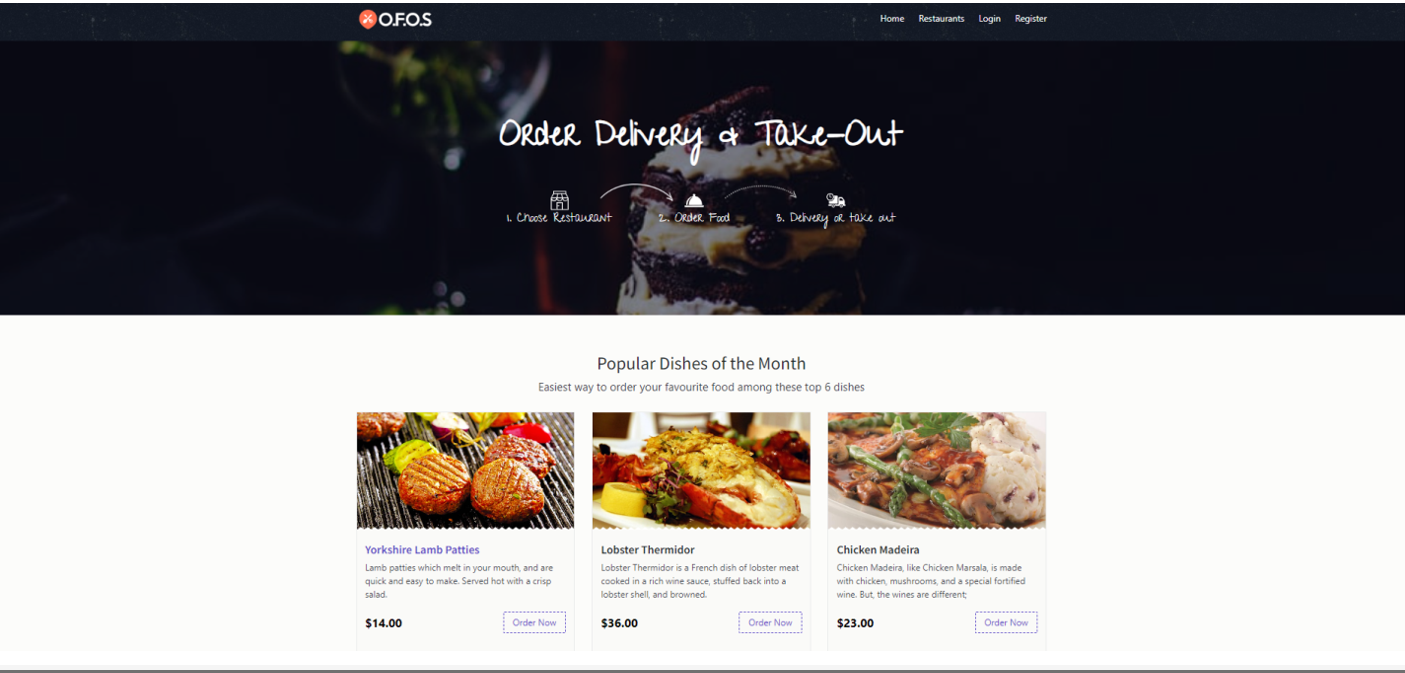 O.F.O.S
Home Restaurants Login Register
Order Delivery & Take-Out
1. Choose Restaurant 2. Order Food 3. Delivery or take out
Popular Dishes of the Month
Easiest way to order your favourite food among these top 6 dishes
Yorkshire Lamb Patties
Lamb patties which melt in your mouth, and are
quick and easy to make. Served hot with a crisp
salad.
$14.00 Order Now
Lobster Thermidor
Lobster Thermidor is a French dish of lobster meat
cooked in a rich wine sauce, stuffed back into a
lobster shell, and browned.
$36.00 Order Now
Chicken Madeira
Chicken Madeira, like Chicken Marsala, is made
with chicken, mushrooms, and a special fortified
wine. But, the wines are different;
$23.00 Order Now